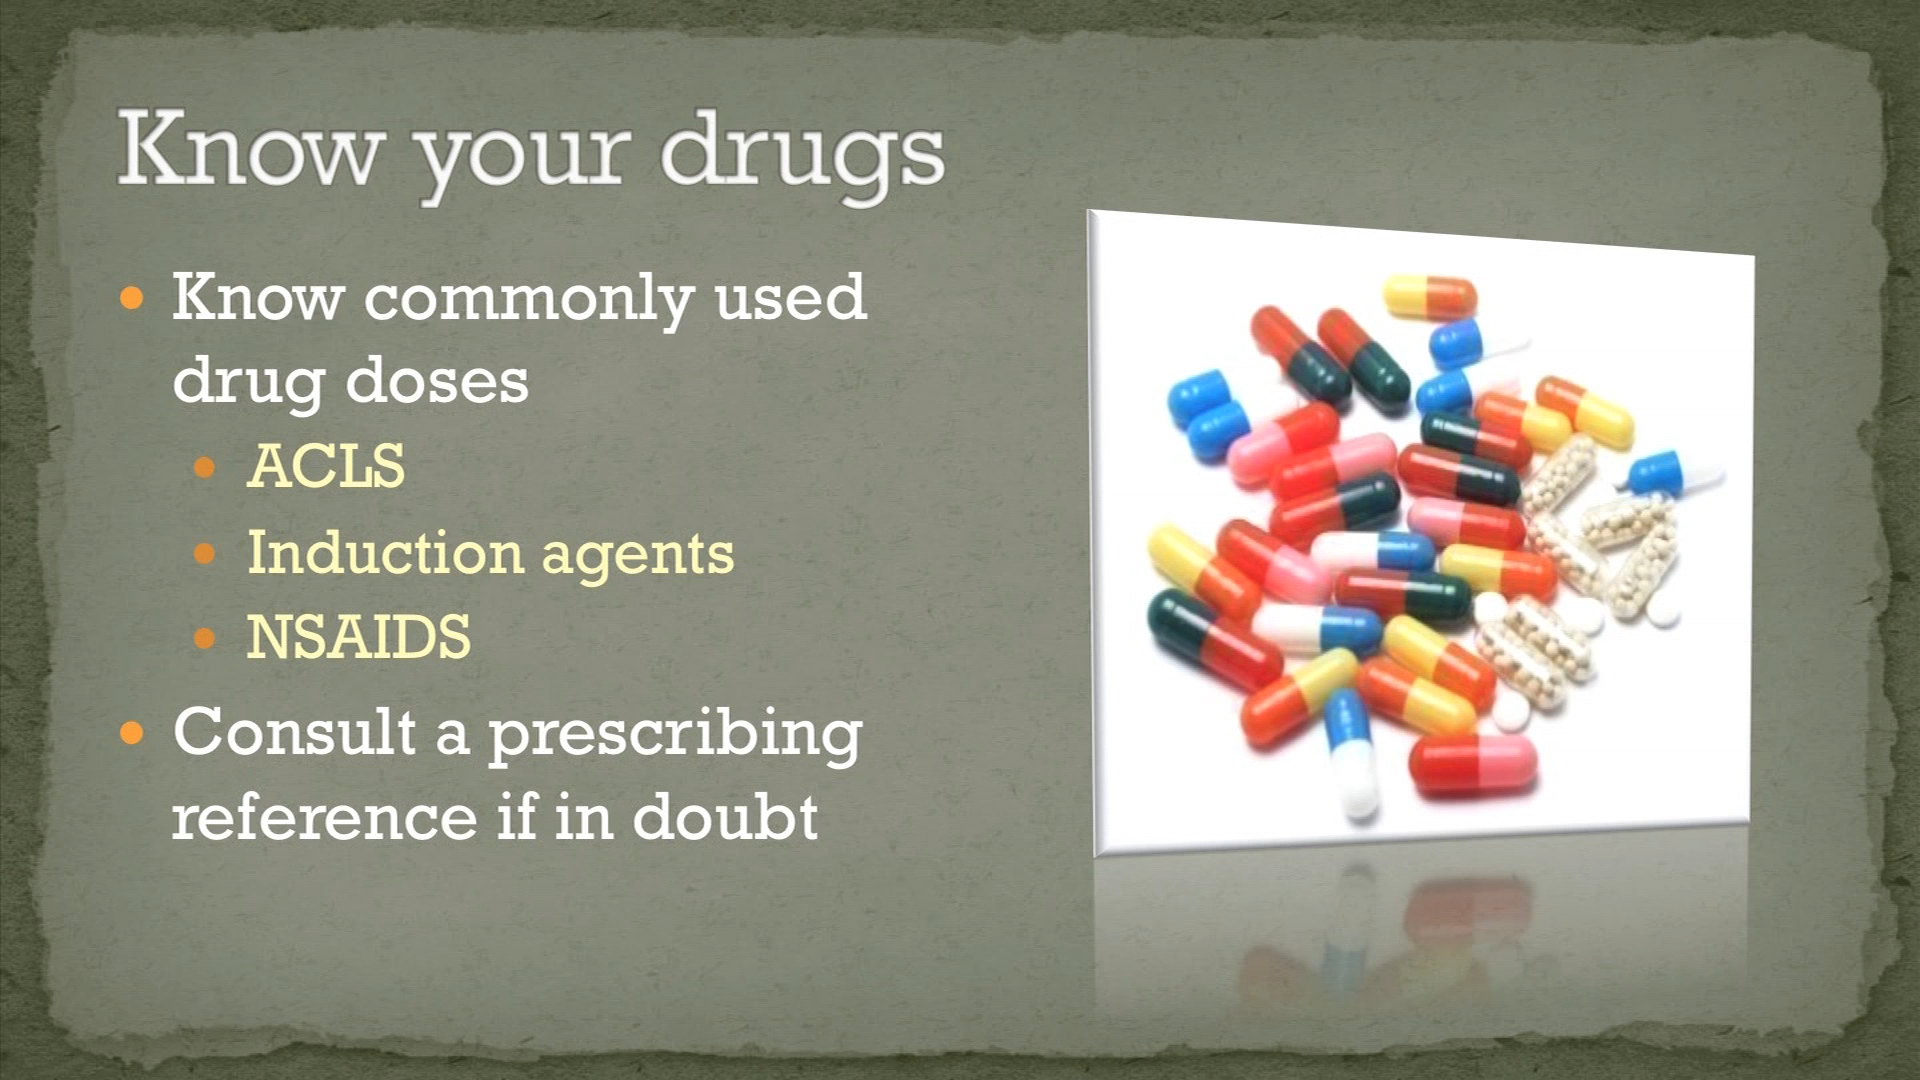 Know your drugs
Know commonly used
drug doses
ACLS
Induction agents
NSAIDS
Consult a prescribing
reference if in doubt